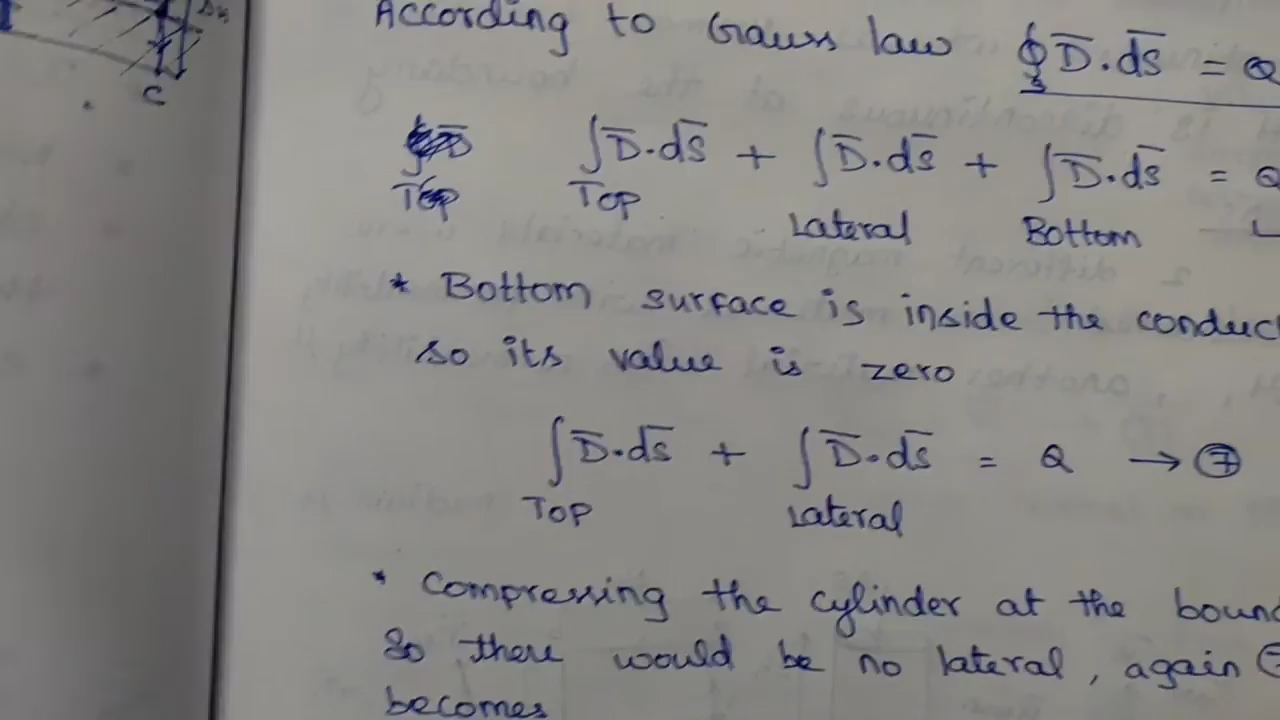 According to Gauss law ∮s D̅.ds̅ = Q
∫Top D̅.ds̅ + ∫Lateral D̅.ds̅ + ∫Bottom D̅.ds̅ =
* Bottom surface is inside the conduc
so its value is zero
∫Top D̅.ds̅ + ∫Lateral D̅.ds̅ = Q → ⑦
* Compressing the cylinder at the boun
So there would be no lateral, again
becomes
C